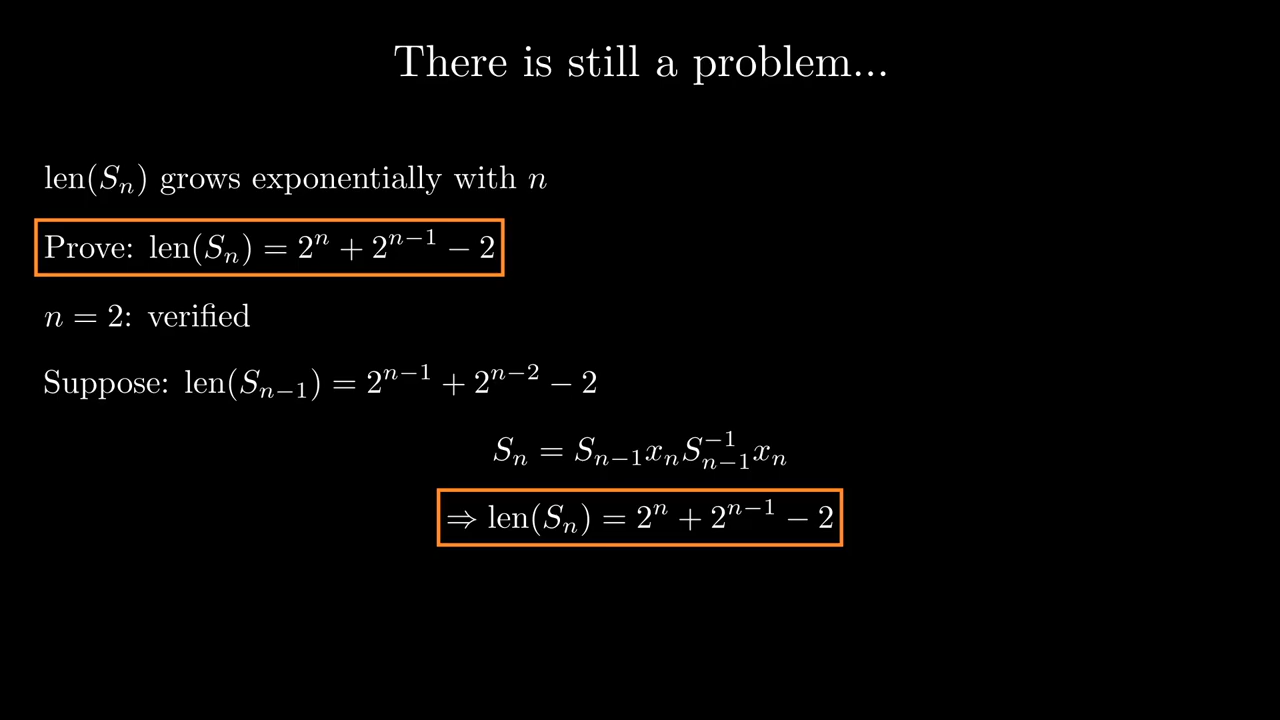 There is still a problem...
len(Sₙ) grows exponentially with n
Prove: len(Sₙ) = 2ⁿ + 2ⁿ⁻¹ − 2
n = 2: verified
Suppose: len(Sₙ₋₁) = 2ⁿ⁻¹ + 2ⁿ⁻² − 2
Sₙ = Sₙ₋₁xₙSₙ₋₁⁻¹xₙ
⇒ len(Sₙ) = 2ⁿ + 2ⁿ⁻¹ − 2